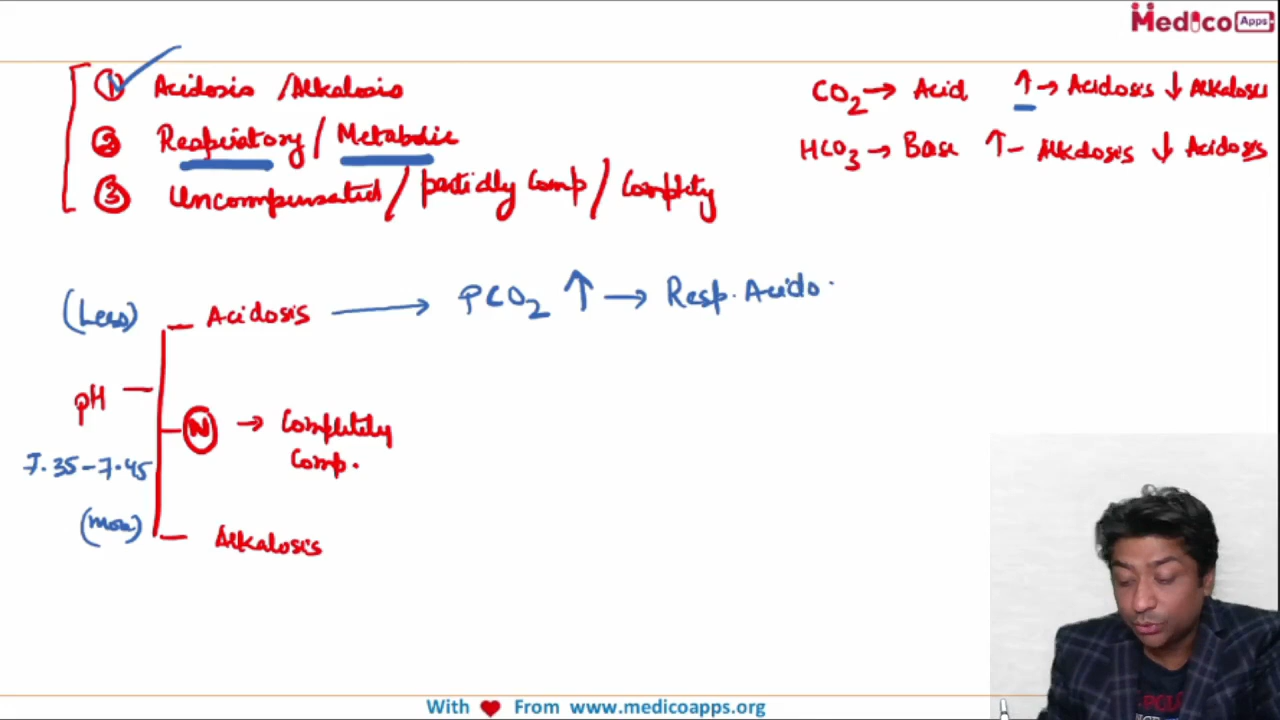 Medico Apps
① Acidosis /Alkalosis
② Respiratory / Metabolic
③ Uncompensated / partially Comp / Completly
CO2 → Acid ↑ → Acidosis ↓ Alkalosis
HCO3 → Base ↑ – Alkalosis ↓ Acidosis
(Less) Acidosis → PCO2 ↑ → Resp. Acido.
pH
N → Completely
Comp.
7.35-7.45
(more) Alkalosis
With From www.medicoapps.org